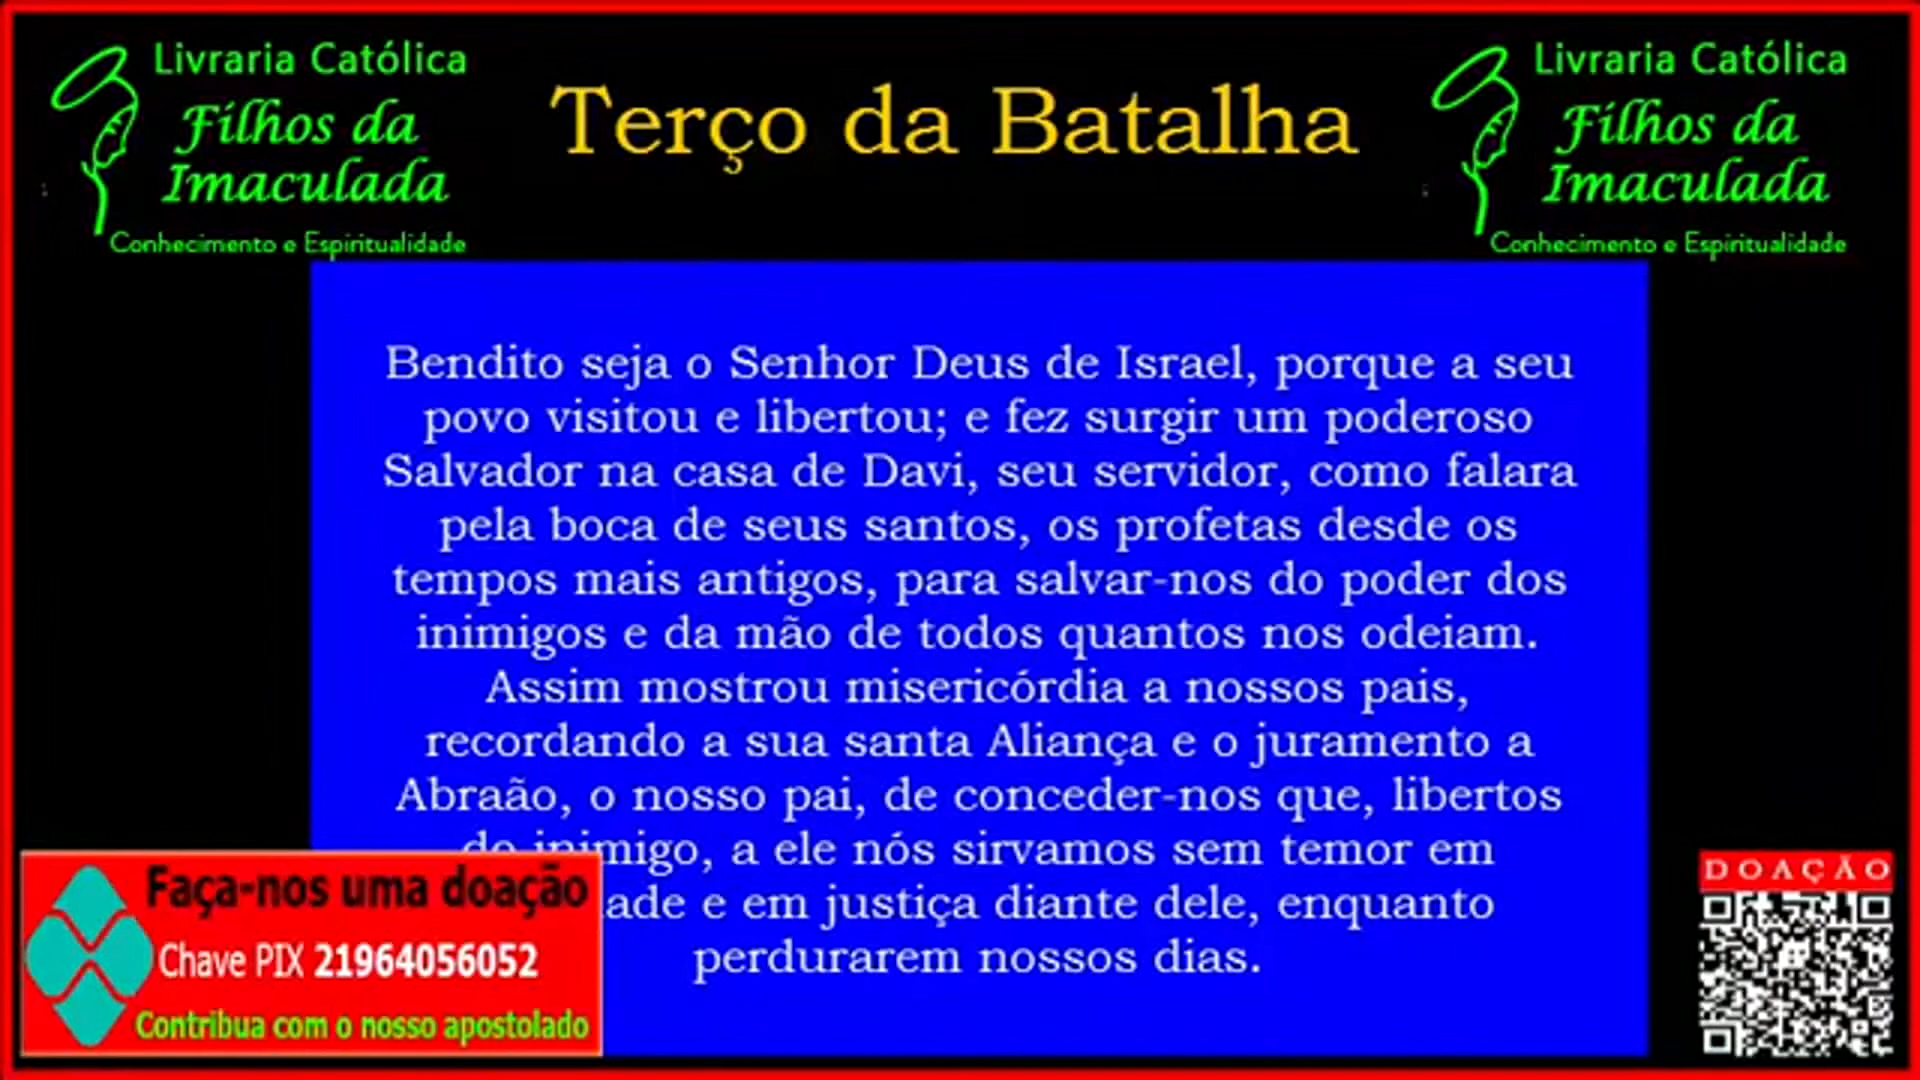 Livraria Católica
Filhos da
Imaculada
Conhecimento e Espiritualidade
Terço da Batalha
Livraria Católica
Filhos da
Imaculada
Conhecimento e Espiritualidade
Bendito seja o Senhor Deus de Israel, porque a seu
povo visitou e libertou; e fez surgir um poderoso
Salvador na casa de Davi, seu servidor, como falara
pela boca de seus santos, os profetas desde os
tempos mais antigos, para salvar-nos do poder dos
inimigos e da mão de todos quantos nos odeiam.
Assim mostrou misericórdia a nossos pais,
recordando a sua santa Aliança e o juramento a
Abraão, o nosso pai, de conceder-nos que, libertos
do inimigo, a ele nós sirvamos sem temor em
e em justiça diante dele, enquanto
perdurarem nossos dias.
Faça-nos uma doação
Chave PIX 21964056052
Contribua com o nosso apostolado
DOAÇÃO